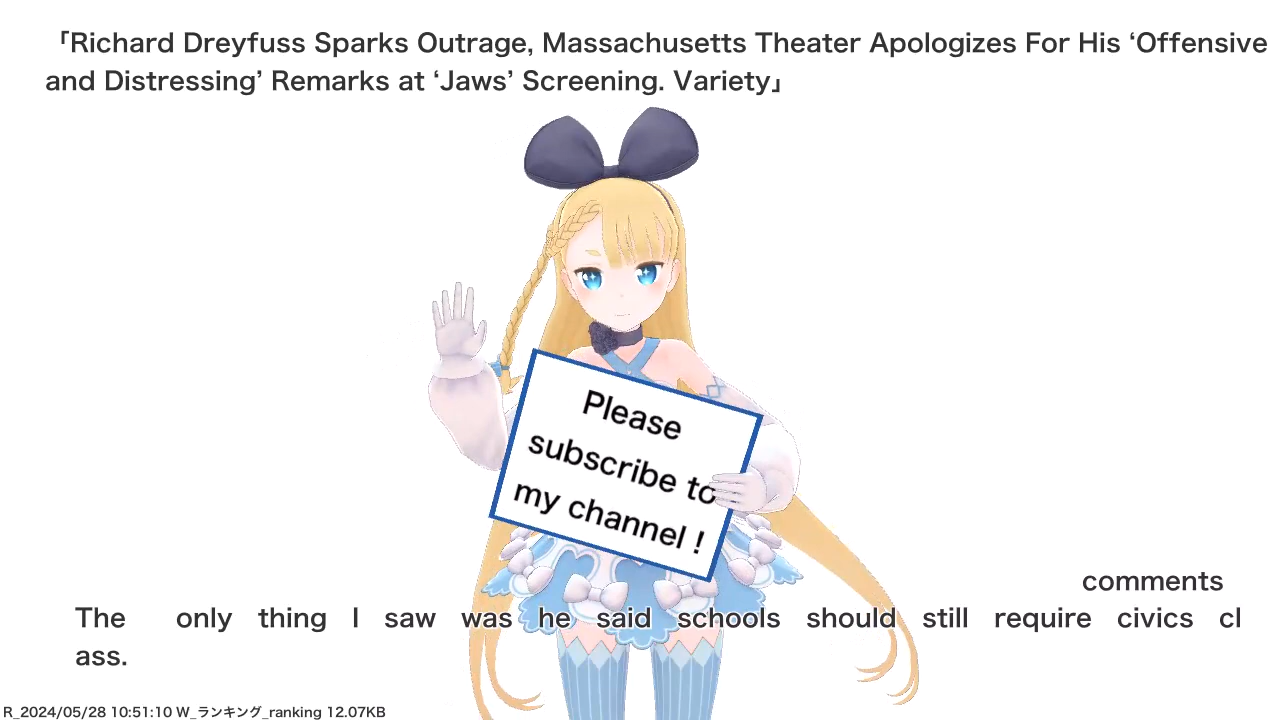 「Richard Dreyfuss Sparks Outrage, Massachusetts Theater Apologizes For His ‘Offensive
and Distressing’ Remarks at ‘Jaws’ Screening. Variety」
Please
subscribe to
my channel !
comments
The only thing I saw was he said schools should still require civics cl
ass.
R_2024/05/28 10:51:10 W_ランキング_ranking 12.07KB